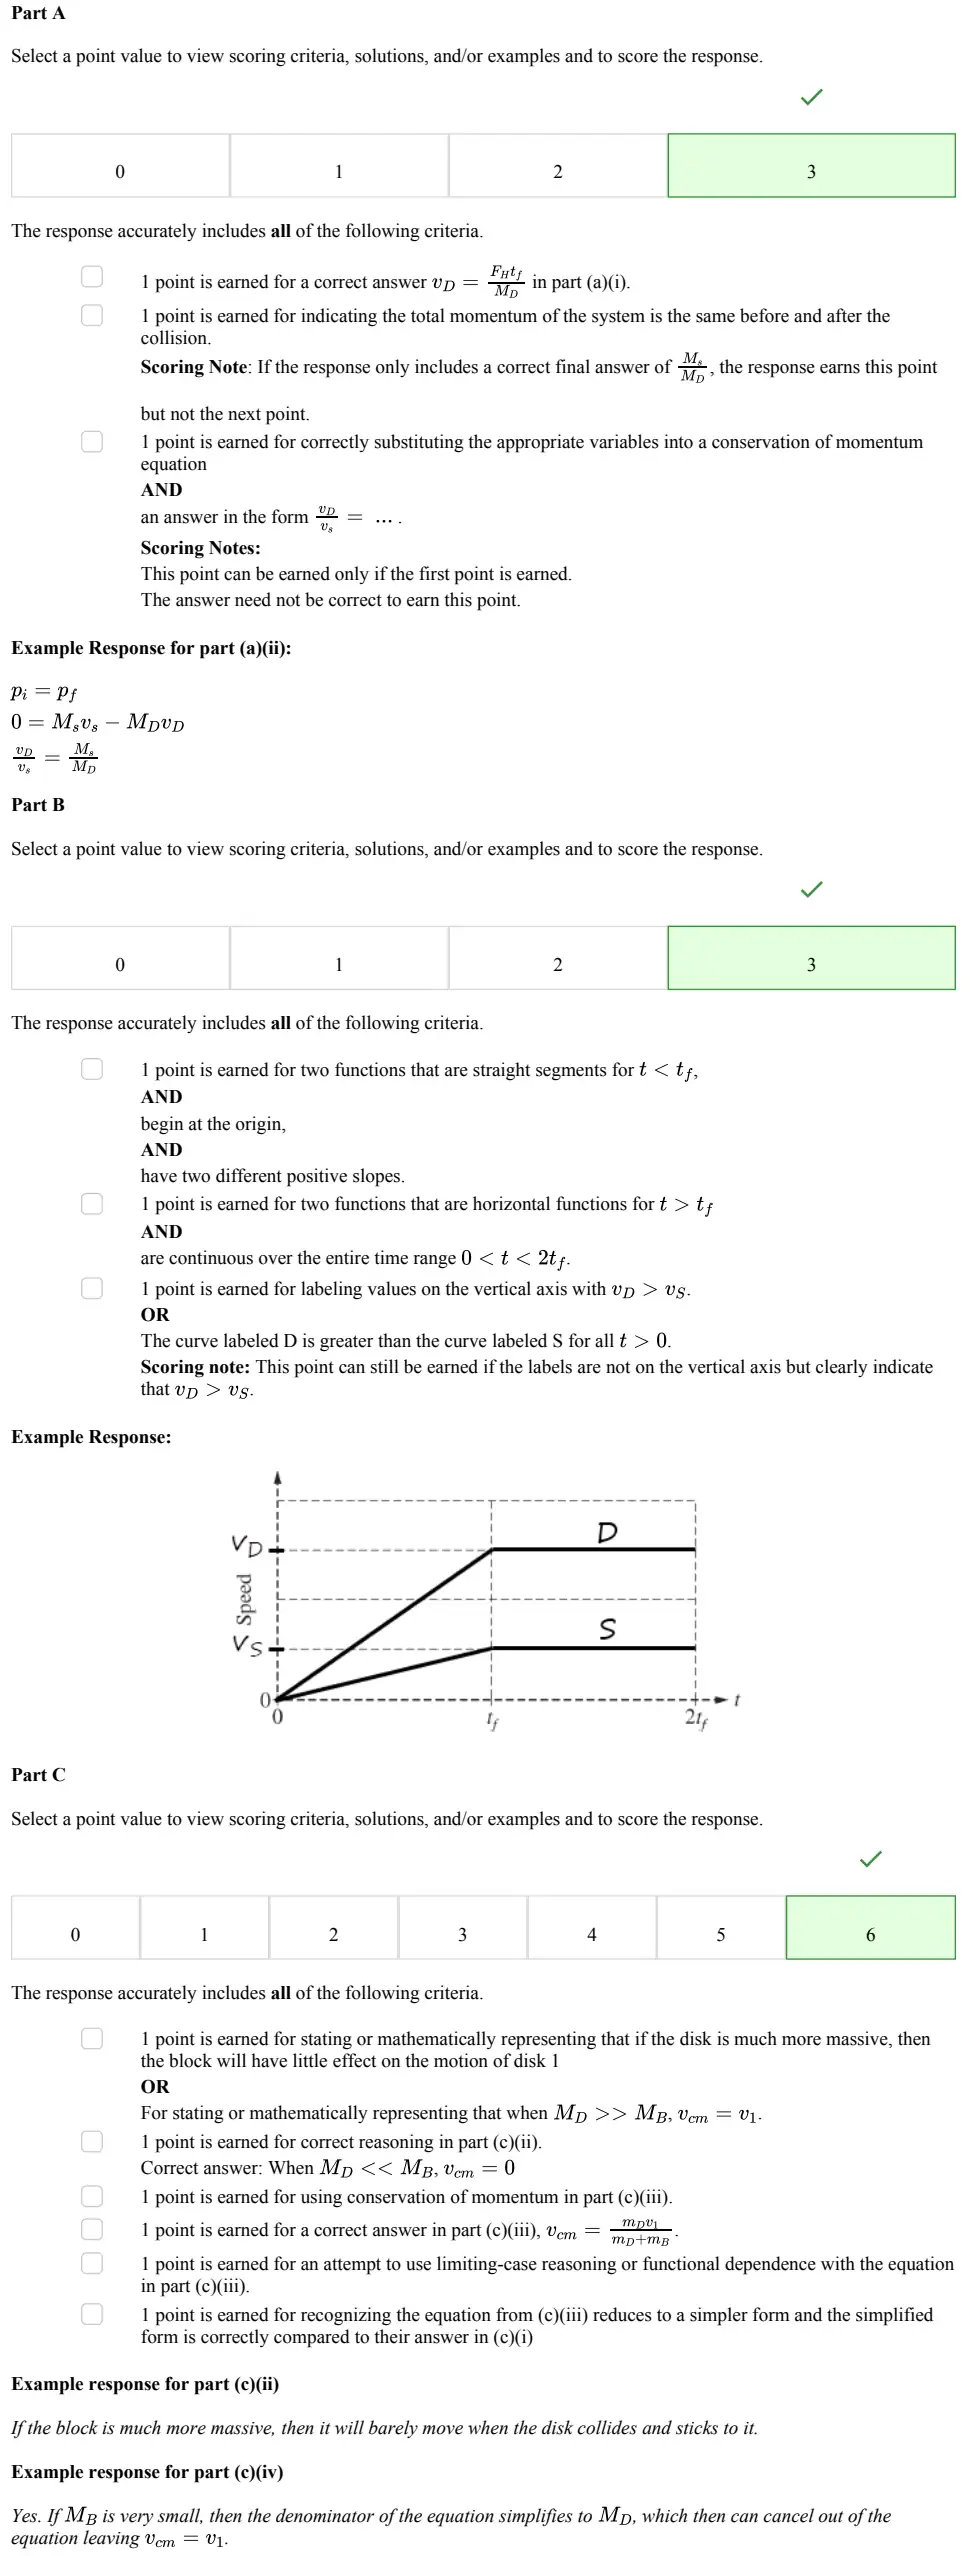 Part A
Select a point value to view scoring criteria, solutions, and/or examples and to score the response.
0 1 2 3
The response accurately includes all of the following criteria.
1 point is earned for a correct answer v_D = F_H t_f / M_D in part (a)(i).
1 point is earned for indicating the total momentum of the system is the same before and after the
collision.
Scoring Note: If the response only includes a correct final answer of M_s / M_D, the response earns this point
but not the next point.
1 point is earned for correctly substituting the appropriate variables into a conservation of momentum
equation
AND
an answer in the form v_D / v_s = ... .
Scoring Notes:
This point can be earned only if the first point is earned.
The answer need not be correct to earn this point.
Example Response for part (a)(ii):
p_i = p_f
0 = M_s v_s − M_D v_D
v_D / v_s = M_s / M_D
Part B
Select a point value to view scoring criteria, solutions, and/or examples and to score the response.
0 1 2 3
The response accurately includes all of the following criteria.
1 point is earned for two functions that are straight segments for t < t_f,
AND
begin at the origin,
AND
have two different positive slopes.
1 point is earned for two functions that are horizontal functions for t > t_f
AND
are continuous over the entire time range 0 < t < 2t_f.
1 point is earned for labeling values on the vertical axis with v_D > v_S.
OR
The curve labeled D is greater than the curve labeled S for all t > 0.
Scoring note: This point can still be earned if the labels are not on the vertical axis but clearly indicate
that v_D > v_S.
Example Response:
V_D
D
Speed
V_S
S
0
t
0 t_f 2t_f
Part C
Select a point value to view scoring criteria, solutions, and/or examples and to score the response.
0 1 2 3 4 5 6
The response accurately includes all of the following criteria.
1 point is earned for stating or mathematically representing that if the disk is much more massive, then
the block will have little effect on the motion of disk 1
OR
For stating or mathematically representing that when M_D >> M_B, v_cm = v_1.
1 point is earned for correct reasoning in part (c)(ii).
Correct answer: When M_D << M_B, v_cm = 0
1 point is earned for using conservation of momentum in part (c)(iii).
1 point is earned for a correct answer in part (c)(iii), v_cm = m_D v_1 / m_D + m_B.
1 point is earned for an attempt to use limiting-case reasoning or functional dependence with the equation
in part (c)(iii).
1 point is earned for recognizing the equation from (c)(iii) reduces to a simpler form and the simplified
form is correctly compared to their answer in (c)(i)
Example response for part (c)(ii)
If the block is much more massive, then it will barely move when the disk collides and sticks to it.
Example response for part (c)(iv)
Yes. If M_B is very small, then the denominator of the equation simplifies to M_D, which then can cancel out of the
equation leaving v_cm = v_1.